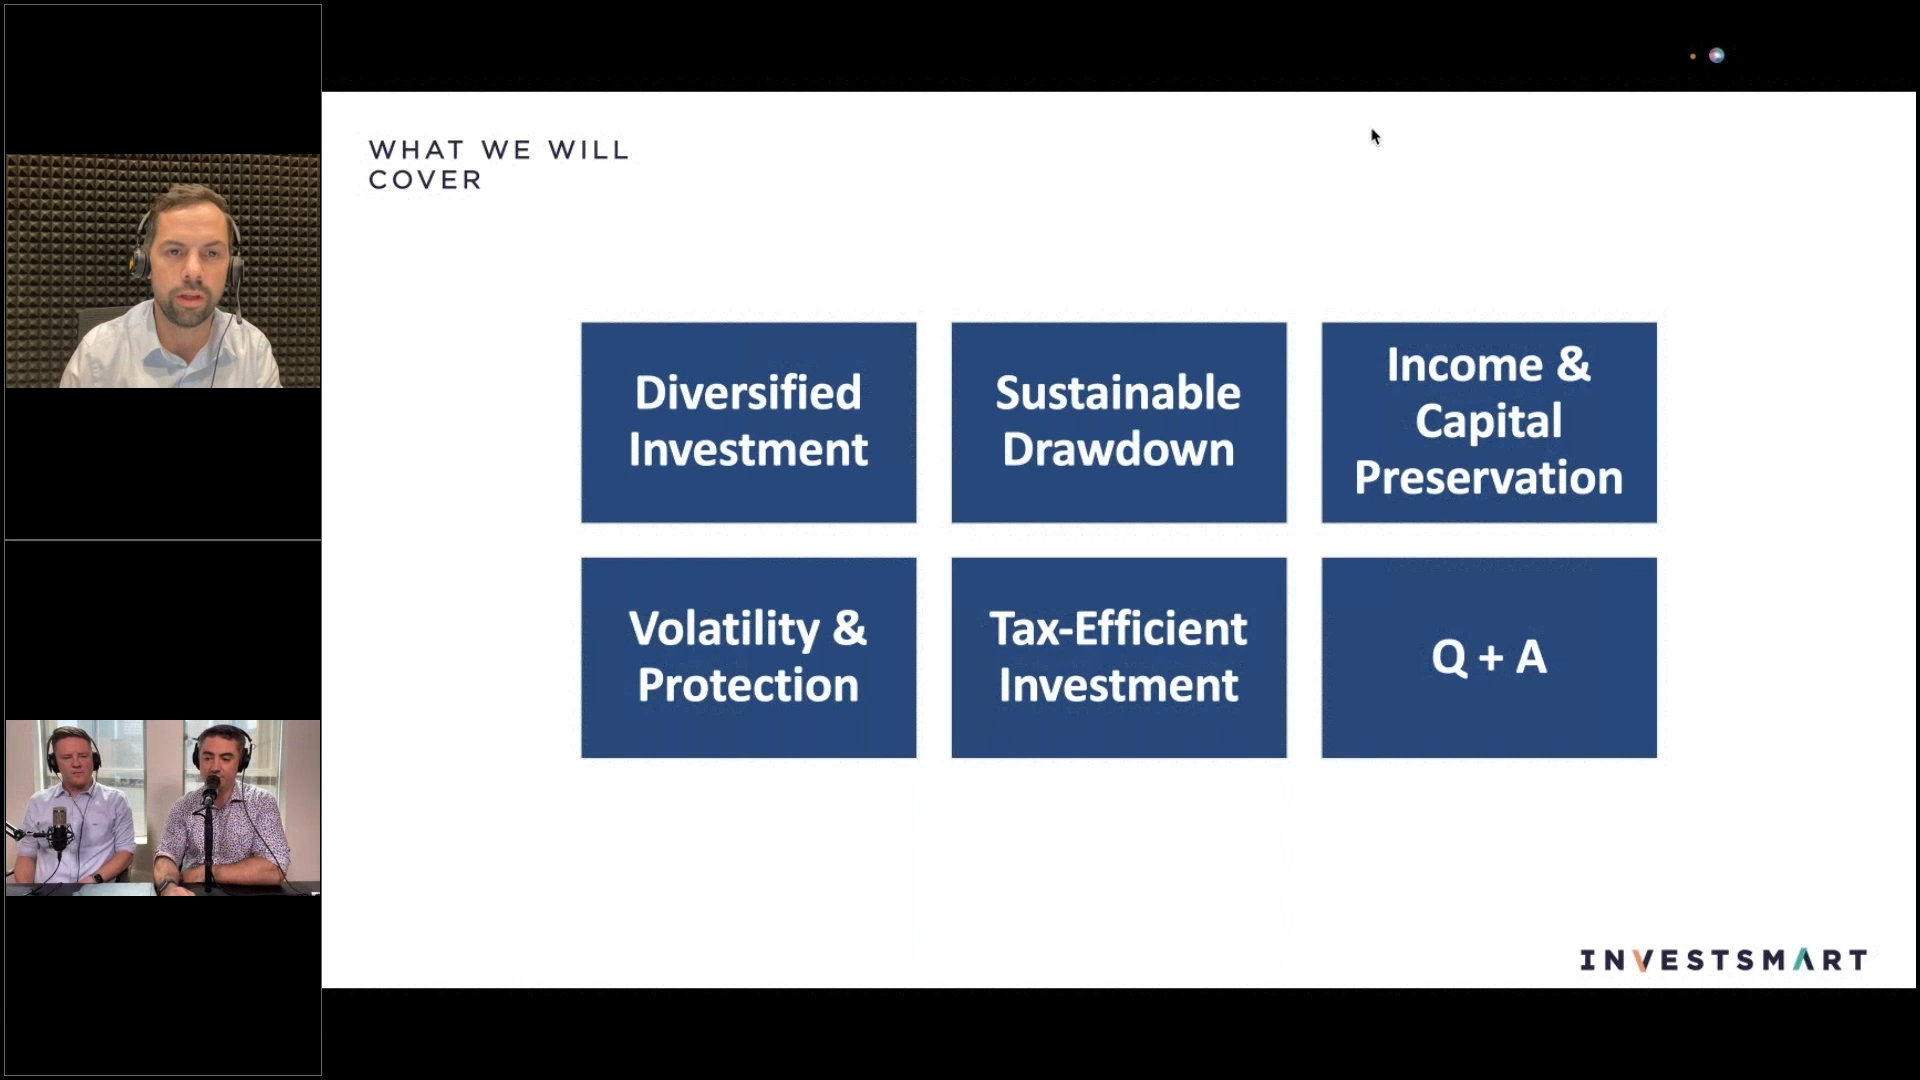 WHAT WE WILL
COVER
Diversified
Investment
Sustainable
Drawdown
Income &
Capital
Preservation
Volatility &
Protection
Tax-Efficient
Investment
Q + A
INVESTSMART